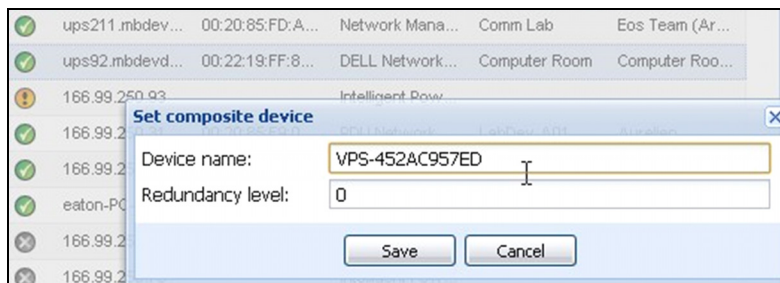 ups211.mbdev... 00:20:85:FD:A... Network Mana... Comm Lab Eos Team (Ar...
ups92.mbdevd... 00:22:19:FF:8... DELL Network... Computer Room Computer Roo...
166.99.250.93 Intelligent Pow...
Set composite device
166.99.2
Device name: VPS-452AC957ED
166.99.2
Redundancy level: 0
eaton-PC
166.99.2
Save Cancel
166.99.2